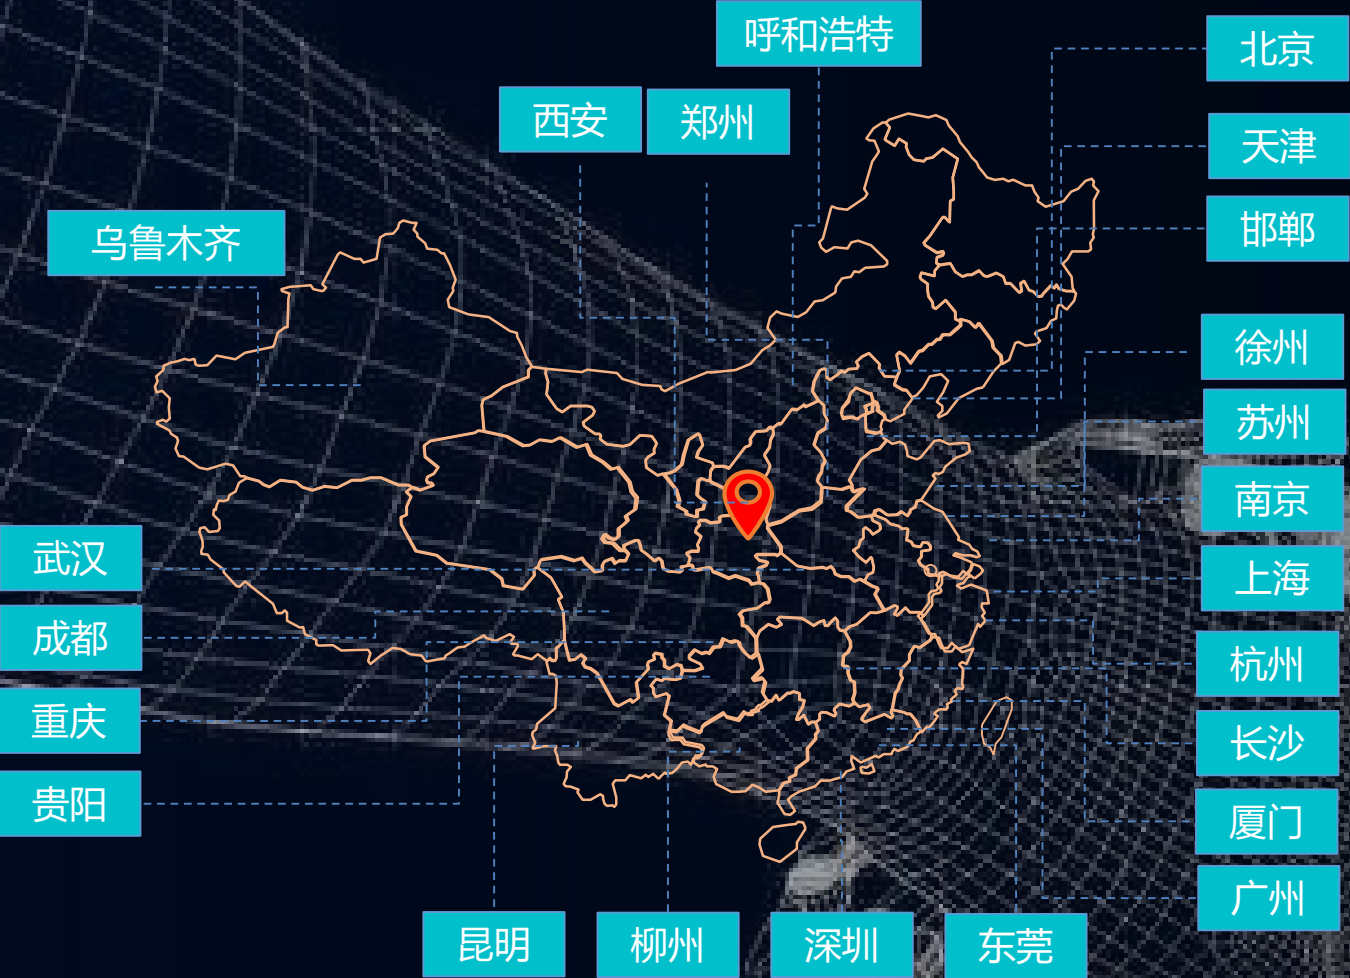 呼和浩特
北京
西安
郑州
天津
乌鲁木齐
邯郸
徐州
苏州
南京
武汉
上海
成都
杭州
重庆
长沙
贵阳
厦门
广州
昆明
柳州
深圳
东莞